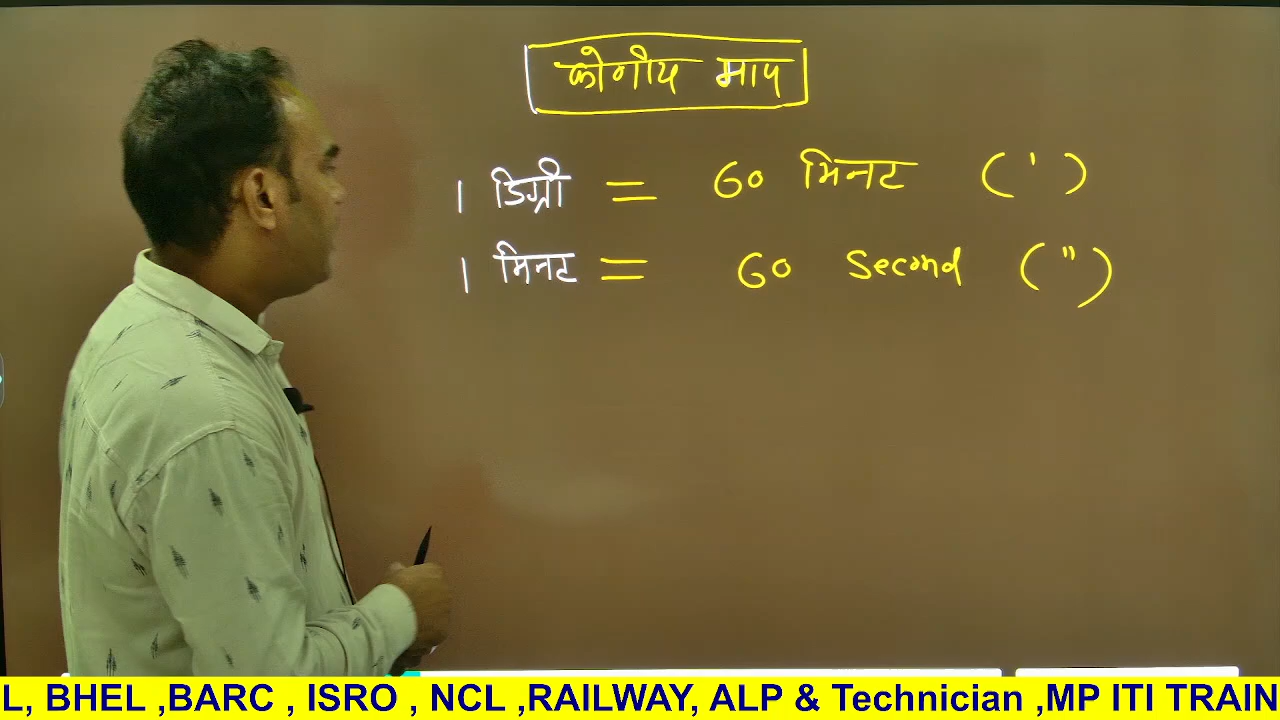 कोणीय माप
1 डिग्री = 60 मिनट (')
1 मिनट = 60 Second (")
L, BHEL ,BARC , ISRO , NCL ,RAILWAY, ALP & Technician ,MP ITI TRAIN